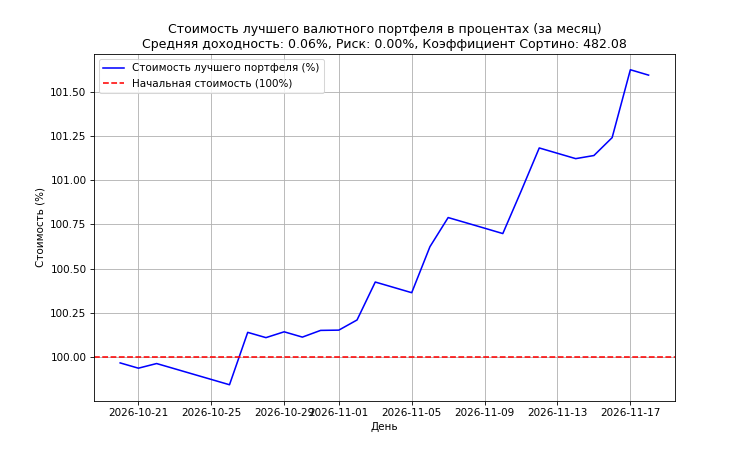 Стоимость лучшего валютного портфеля в процентах (за месяц)
Средняя доходность: 0.06%, Риск: 0.00%, Коэффициент Сортино: 482.08
Стоимость лучшего портфеля (%)
Начальная стоимость (100%)
Стоимость (%)
101.50
101.25
101.00
100.75
100.50
100.25
100.00
2026-10-21 2026-10-25 2026-10-29 2026-11-01 2026-11-05 2026-11-09 2026-11-13 2026-11-17
День